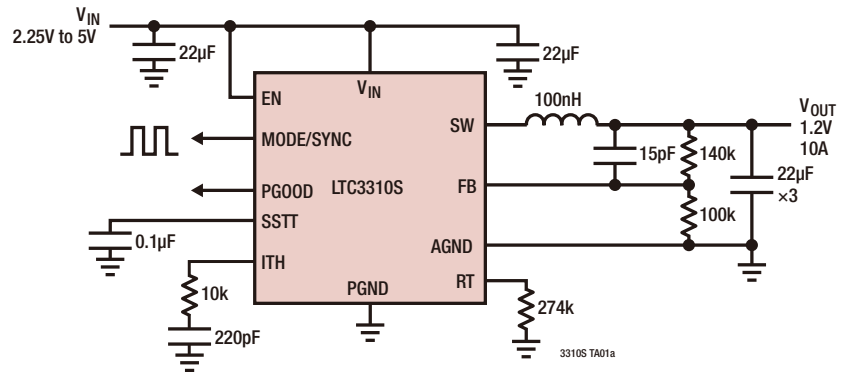 VIN
2.25V to 5V
22µF
22µF
VIN
EN
MODE/SYNC
PGOOD
SSTT
ITH
LTC3310S
PGND
SW
FB
AGND
RT
0.1µF
10k
220pF
100nH
15pF
140k
100k
22µF
×3
VOUT
1.2V
10A
274k
3310S TA01a